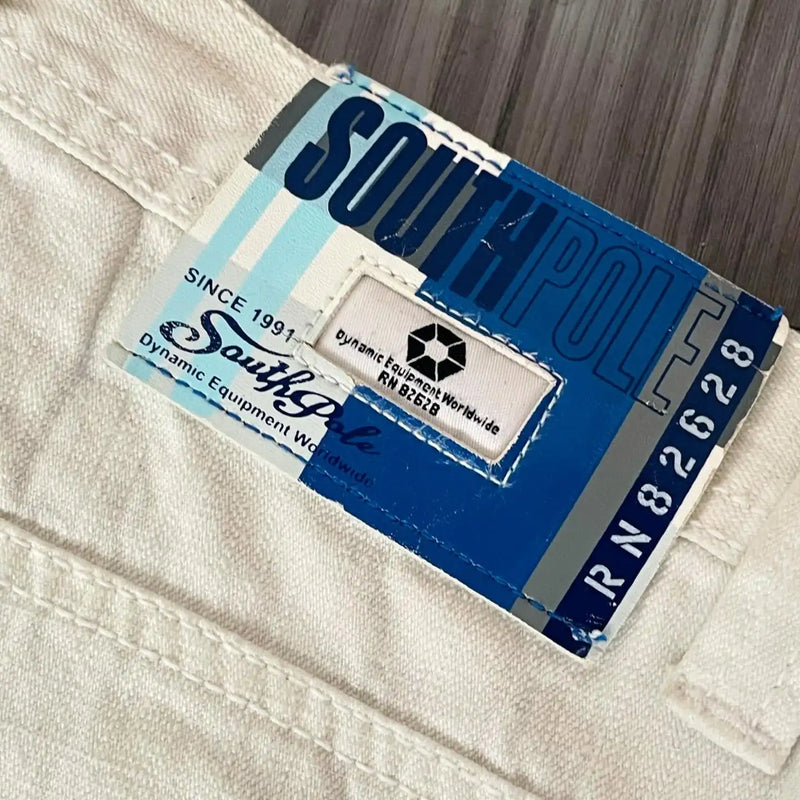 SOUTHPOLE
SINCE 1991
SouthPole
Dynamic Equipment Worldwide
Dynamic Equipment Worldwide
RN 82628
RN82628